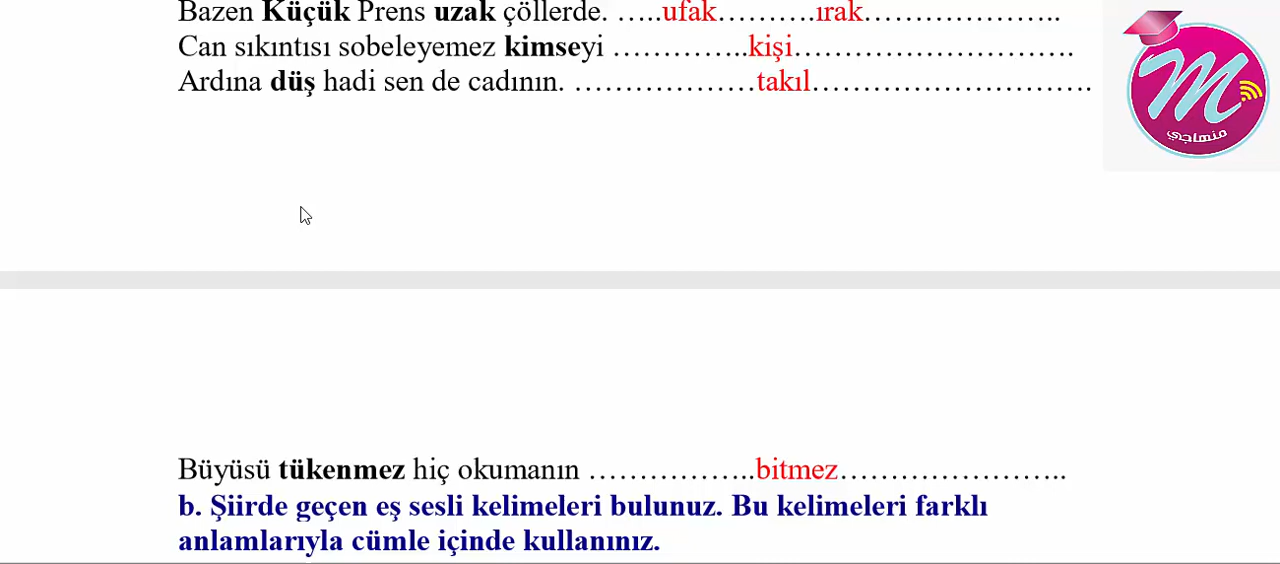 Bazen Küçük Prens uzak çöllerde. …..ufak……….ırak………………..
Can sıkıntısı sobeleyemez kimseyi …………..kişi……………………….
Ardına düş hadi sen de cadının. ………………takıl……………………….
منهاجي
Büyüsü tükenmez hiç okumanın ……………..bitmez…………………..
b. Şiirde geçen eş sesli kelimeleri bulunuz. Bu kelimeleri farklı
anlamlarıyla cümle içinde kullanınız.